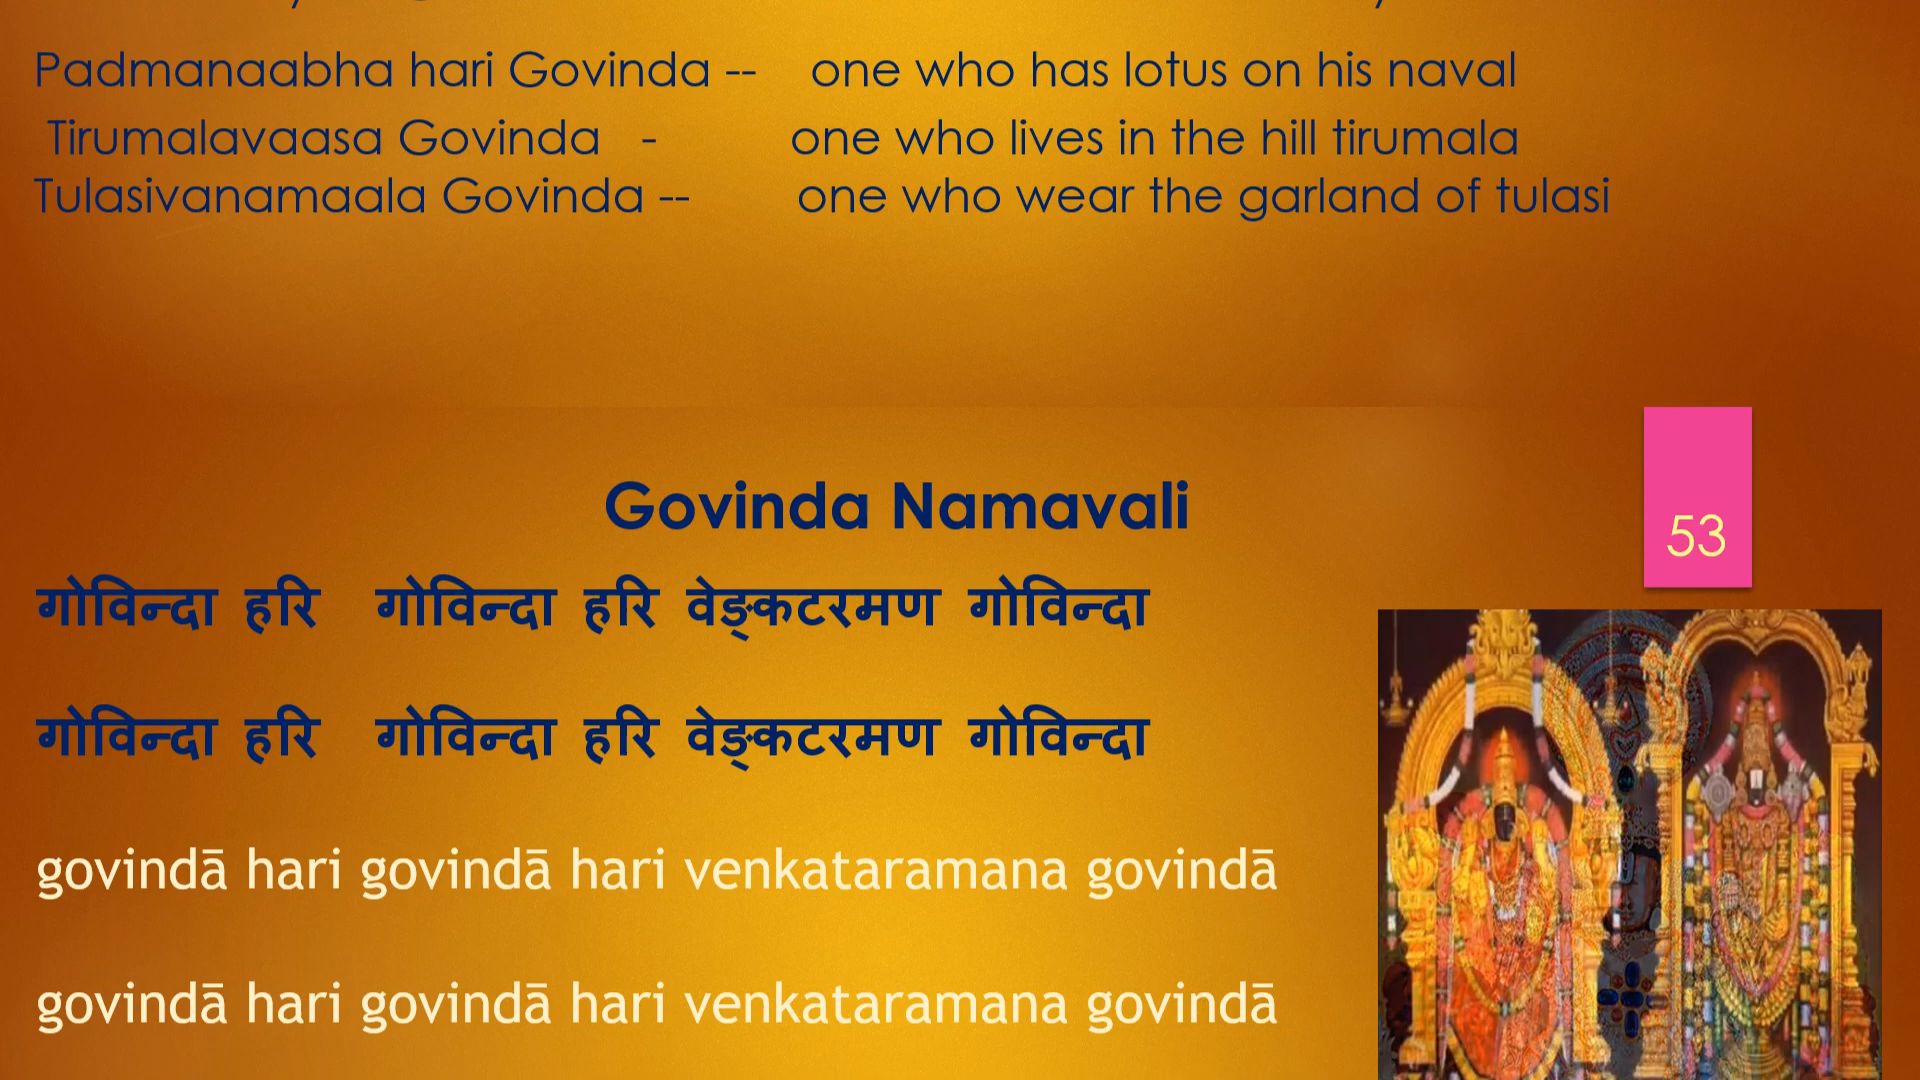 Padmanaabha hari Govinda -- one who has lotus on his naval
Tirumalavaasa Govinda - one who lives in the hill tirumala
Tulasivanamaala Govinda -- one who wear the garland of tulasi
Govinda Namavali
53
गोविन्दा हरि गोविन्दा हरि वेङ्कटरमण गोविन्दा
गोविन्दा हरि गोविन्दा हरि वेङ्कटरमण गोविन्दा
govindā hari govindā hari venkataramana govindā
govindā hari govindā hari venkataramana govindā